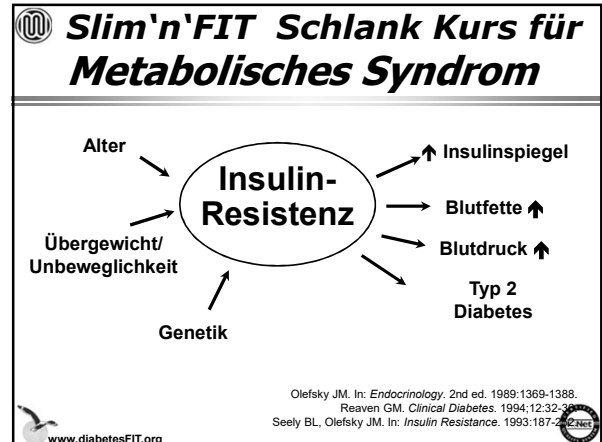 Slim‘n‘FIT Schlank Kurs für
Metabolisches Syndrom
Alter
Übergewicht/
Unbeweglichkeit
Genetik
Insulin-
Resistenz
↑ Insulinspiegel
Blutfette ↑
Blutdruck ↑
Typ 2
Diabetes
Olefsky JM. In: Endocrinology. 2nd ed. 1989:1369-1388.
Reaven GM. Clinical Diabetes. 1994;12:32-
Seely BL, Olefsky JM. In: Insulin Resistance. 1993:187-
.Net
www.diabetesFIT.org